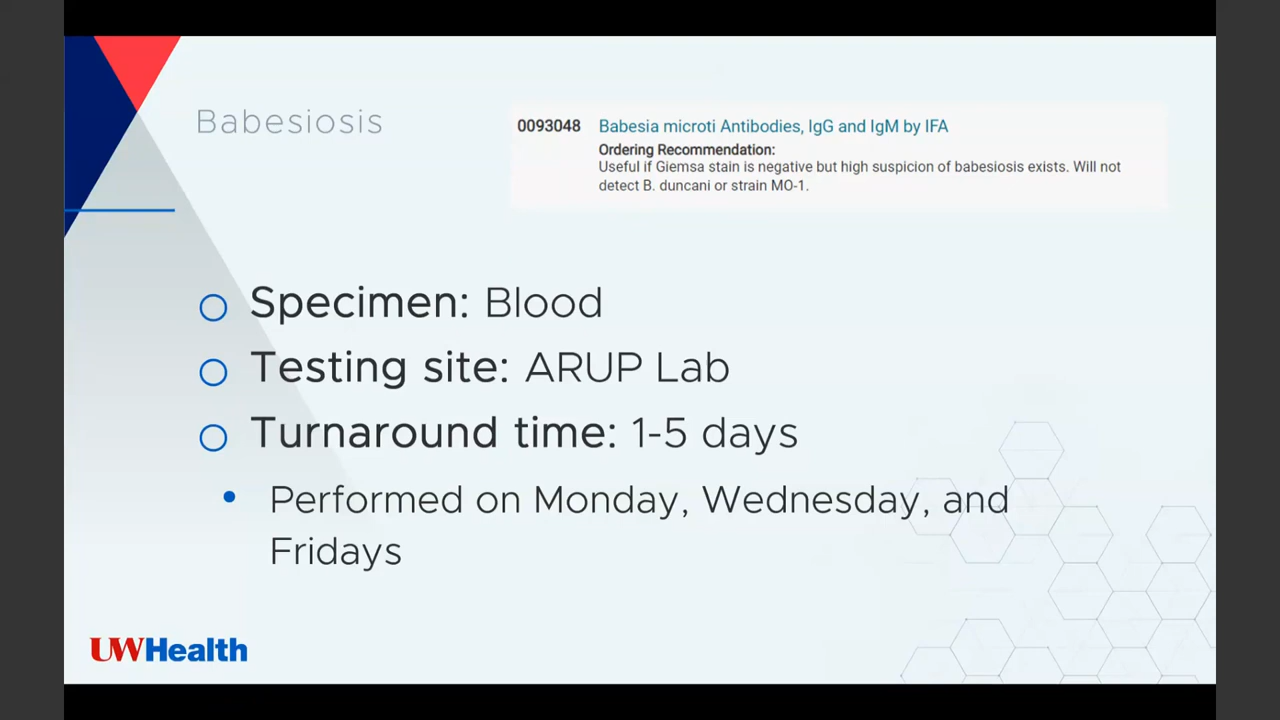 Babesiosis
0093048 Babesia microti Antibodies, IgG and IgM by IFA
Ordering Recommendation:
Useful if Giemsa stain is negative but high suspicion of babesiosis exists. Will not
detect B. duncani or strain MO-1.
Specimen: Blood
Testing site: ARUP Lab
Turnaround time: 1-5 days
Performed on Monday, Wednesday, and
Fridays
UWHealth